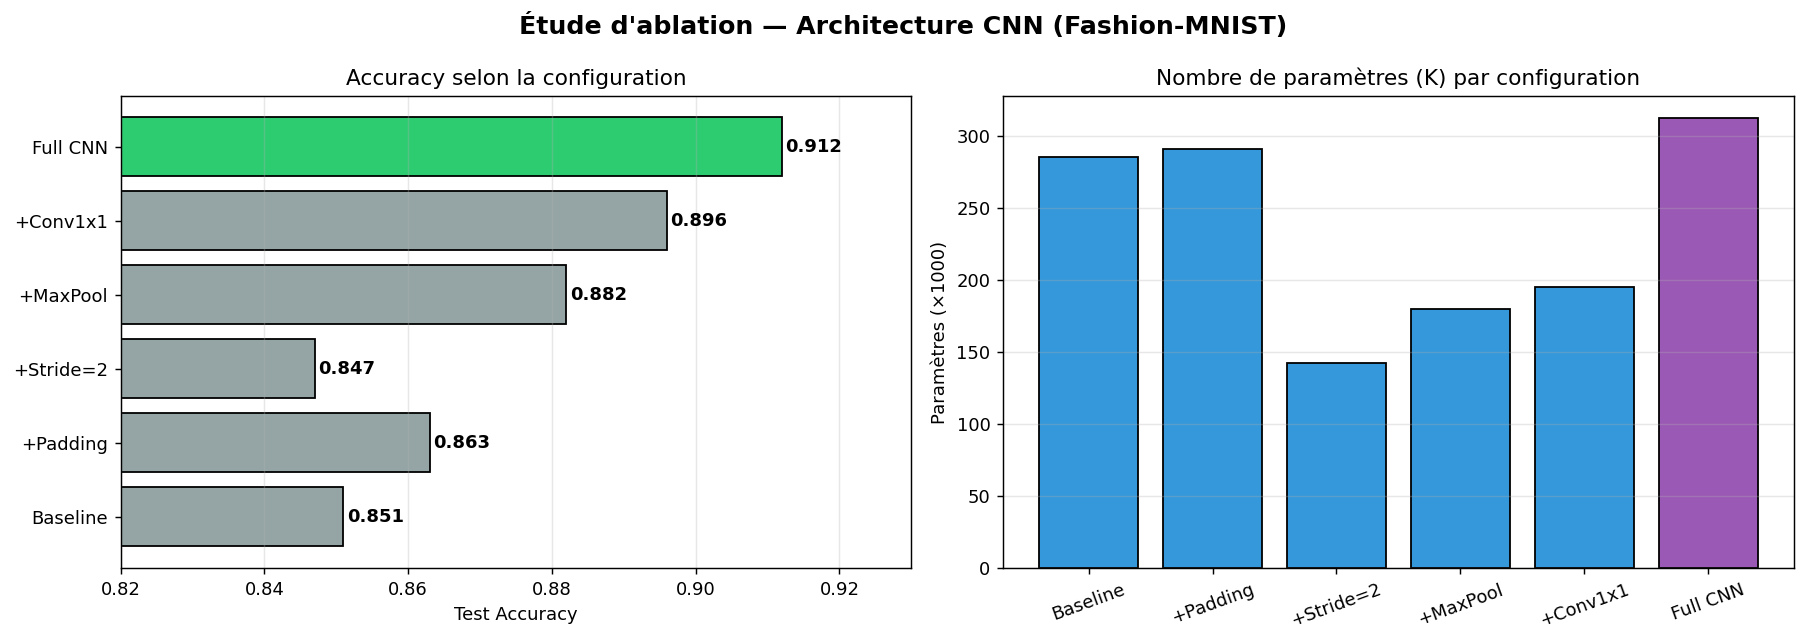 Étude d'ablation — Architecture CNN (Fashion-MNIST)
Accuracy selon la configuration
Full CNN
0.912
+Conv1x1
0.896
+MaxPool
0.882
+Stride=2
0.847
+Padding
0.863
Baseline
0.851
0.82 0.84 0.86 0.88 0.90 0.92
Test Accuracy
Nombre de paramètres (K) par configuration
Paramètres (×1000)
300
250
200
150
100
50
0
Baseline +Padding +Stride=2 +MaxPool +Conv1x1 Full CNN